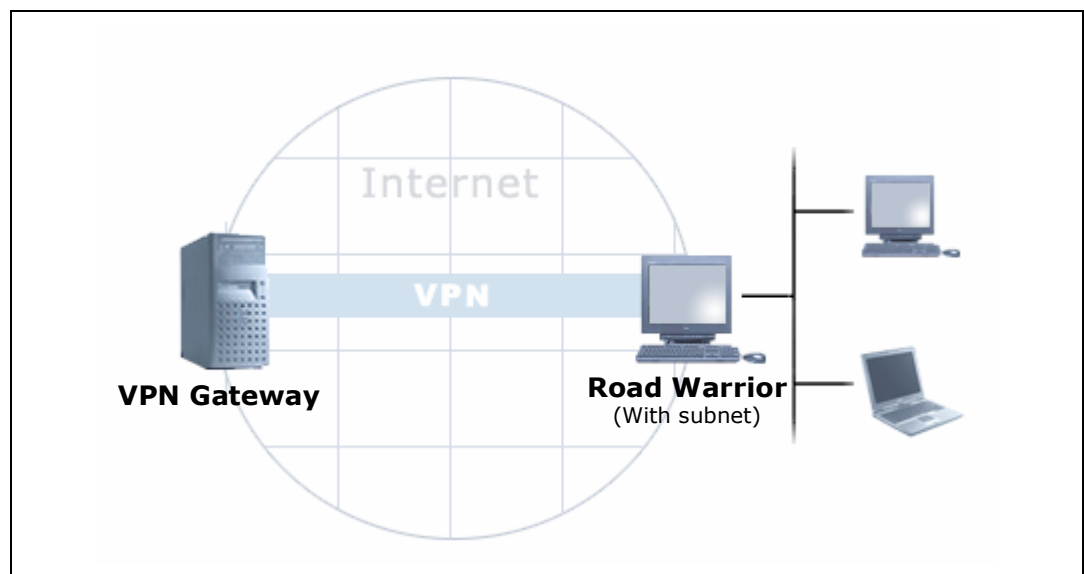 Internet
VPN
VPN Gateway
Road Warrior
(With subnet)